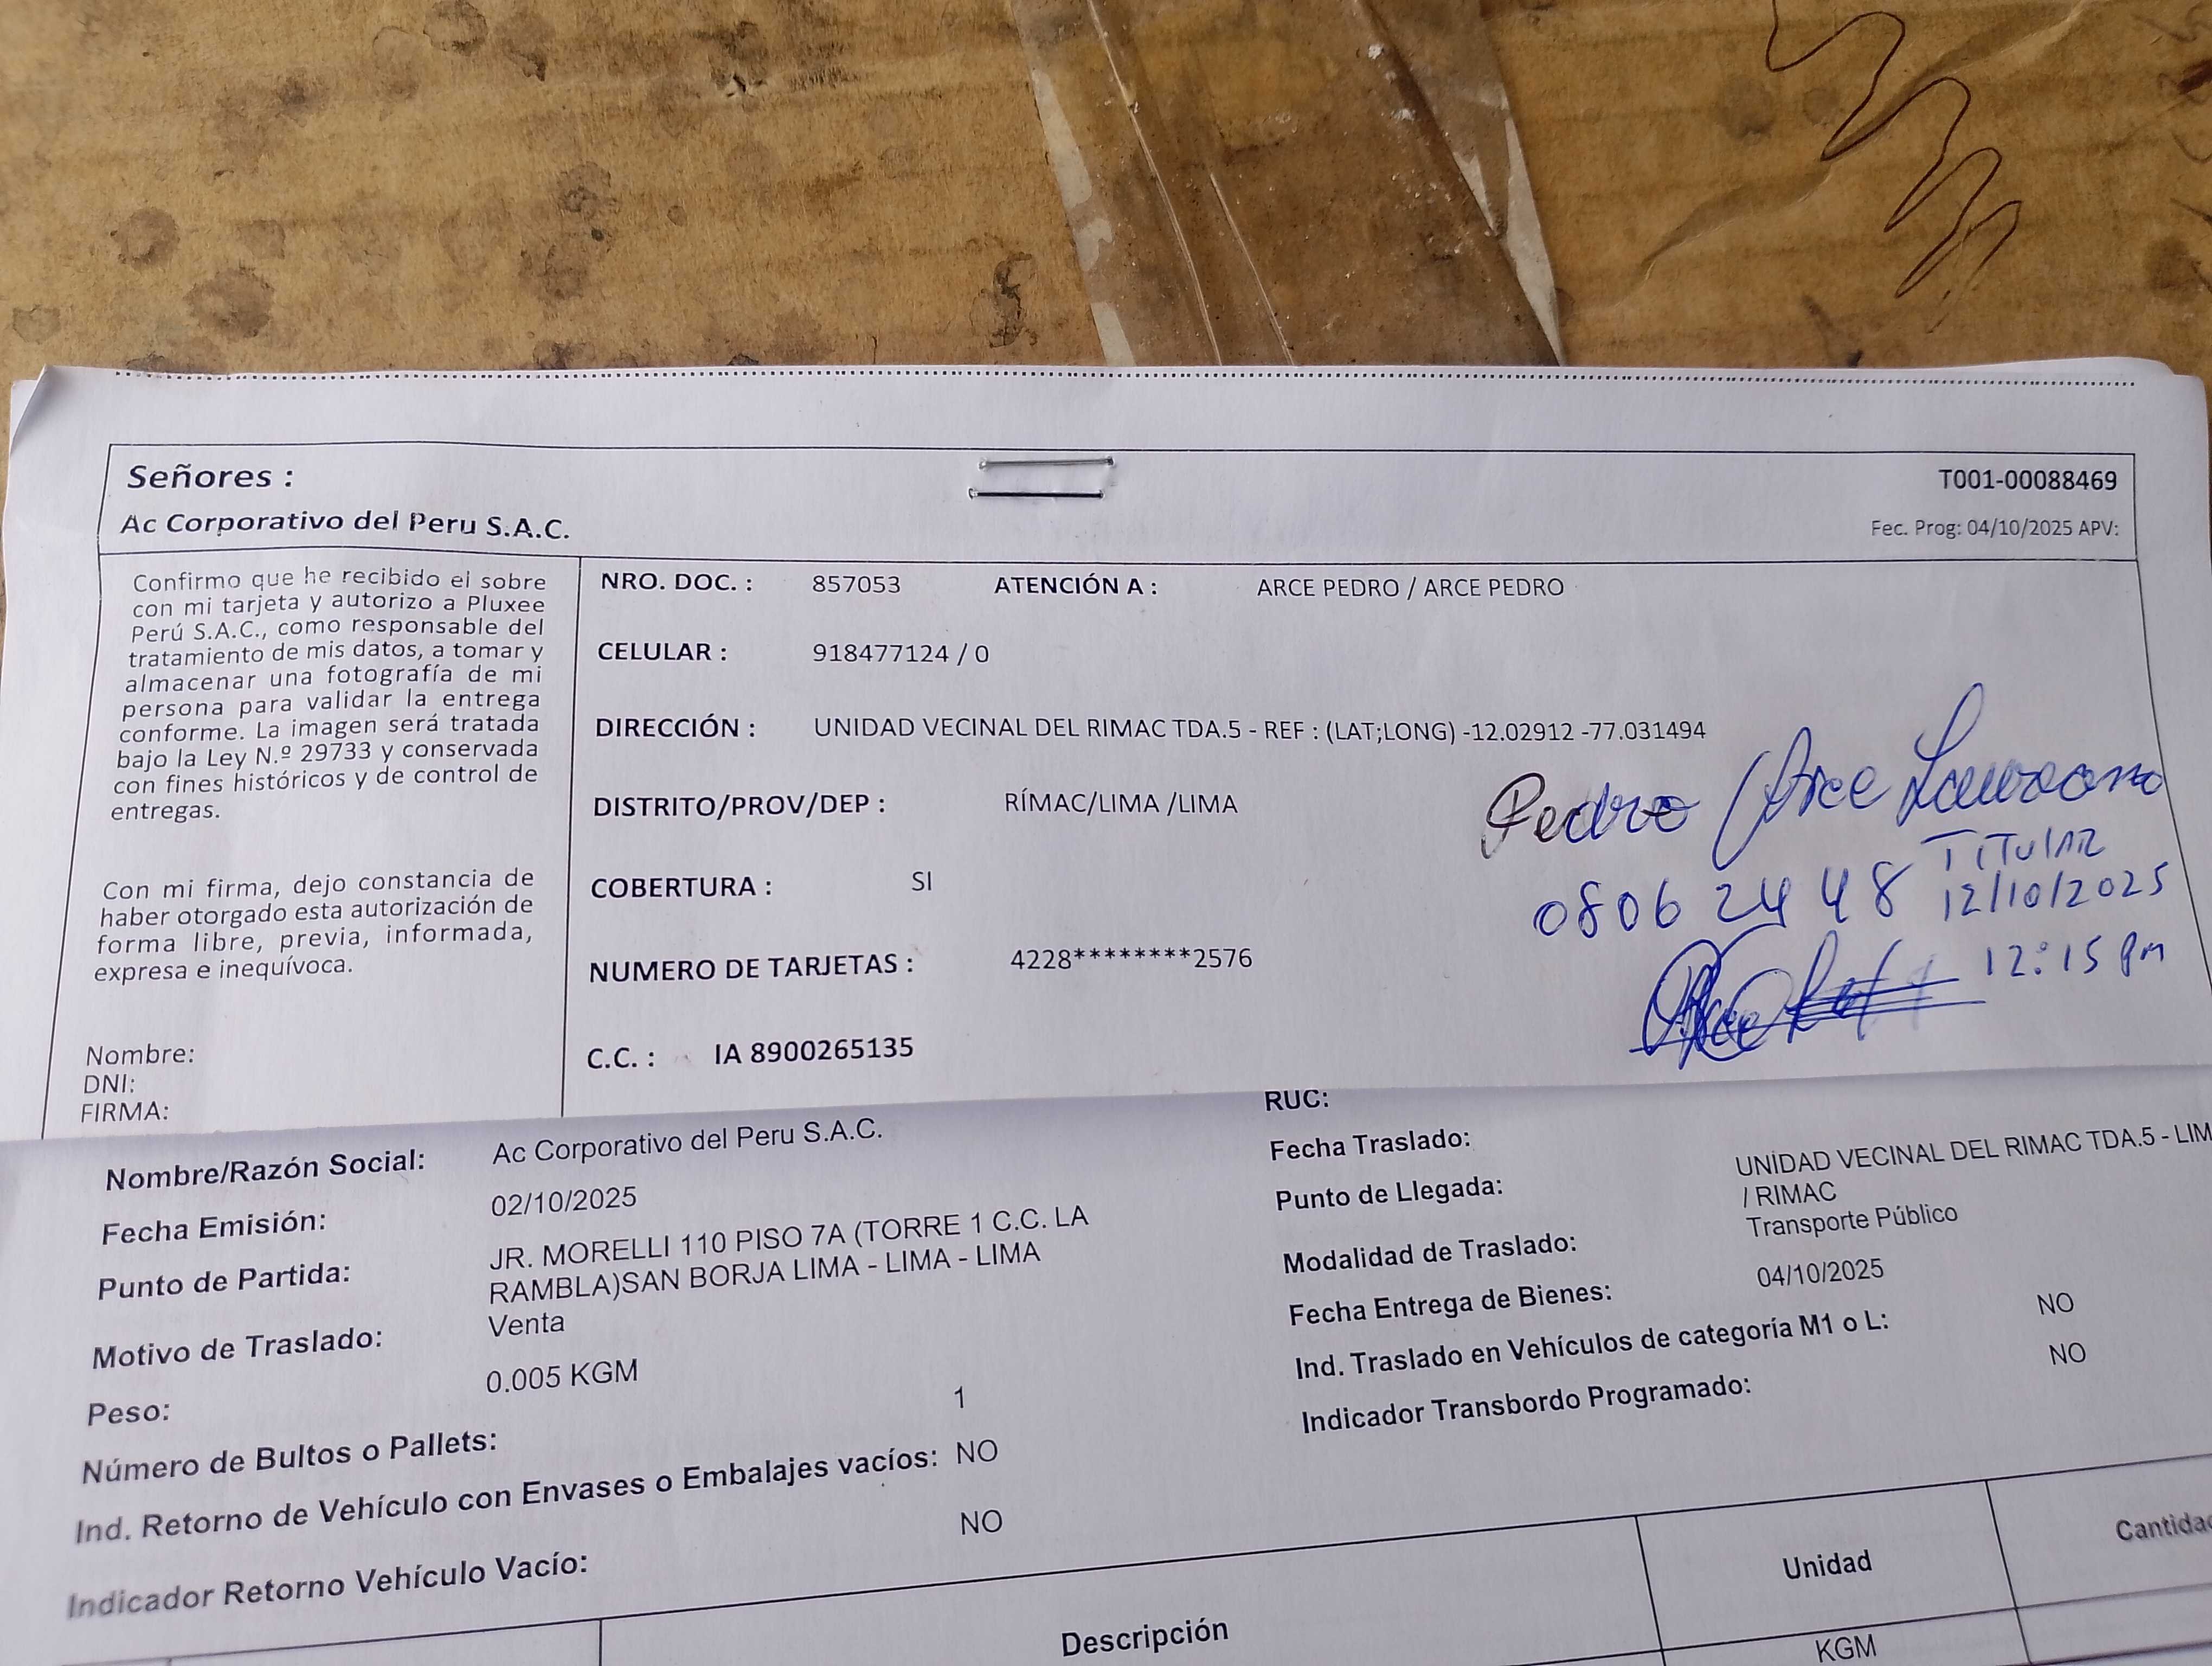 Señores :
Ac Corporativo del Peru S.A.C.
T001-00088469
Fec. Prog: 04/10/2025 APV:
Confirmo que he recibido el sobre
con mi tarjeta y autorizo a Pluxee
Perú S.A.C., como responsable del
tratamiento de mis datos, a tomar y
almacenar una fotografía de mi
persona para validar la entrega
conforme. La imagen será tratada
bajo la Ley N.º 29733 y conservada
con fines históricos y de control de
entregas.
Con mi firma, dejo constancia de
haber otorgado esta autorización de
forma libre, previa, informada,
expresa e inequívoca.
Nombre:
DNI:
FIRMA:
NRO. DOC. : 857053 ATENCIÓN A : ARCE PEDRO / ARCE PEDRO
CELULAR : 918477124 / 0
DIRECCIÓN : UNIDAD VECINAL DEL RIMAC TDA.5 - REF : (LAT;LONG) -12.02912 -77.031494
DISTRITO/PROV/DEP : RÍMAC/LIMA /LIMA
COBERTURA : SI
NUMERO DE TARJETAS : 4228********2576
C.C. : IA 8900265135
Pedro Arce
TITULAR
08062448 12/10/2025
12:15 pm
Nombre/Razón Social: Ac Corporativo del Peru S.A.C.
Fecha Emisión: 02/10/2025
Punto de Partida: JR. MORELLI 110 PISO 7A (TORRE 1 C.C. LA
RAMBLA)SAN BORJA LIMA - LIMA - LIMA
Motivo de Traslado: Venta
Peso: 0.005 KGM
Número de Bultos o Pallets: 1
Ind. Retorno de Vehículo con Envases o Embalajes vacíos: NO
Indicador Retorno Vehículo Vacío: NO
RUC:
Fecha Traslado:
Punto de Llegada: UNIDAD VECINAL DEL RIMAC TDA.5 - LIM
/ RIMAC
Modalidad de Traslado: Transporte Público
Fecha Entrega de Bienes: 04/10/2025
Ind. Traslado en Vehículos de categoría M1 o L: NO
Indicador Transbordo Programado: NO
Descripción Unidad Cantidad
KGM